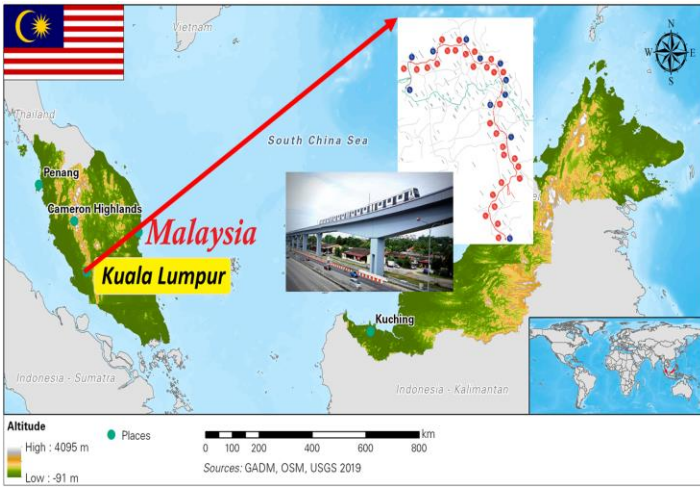 Vietnam
Thailand
South China Sea
N
W
E
S
Penang
Cameron Highlands
Malaysia
Kuala Lumpur
Kuching
Indonesia - Sumatra
Indonesia - Kalimantan
Altitude
High : 4095 m
Low : -91 m
Places
0 100 200 400 600 800
km
Sources: GADM, OSM, USGS 2019